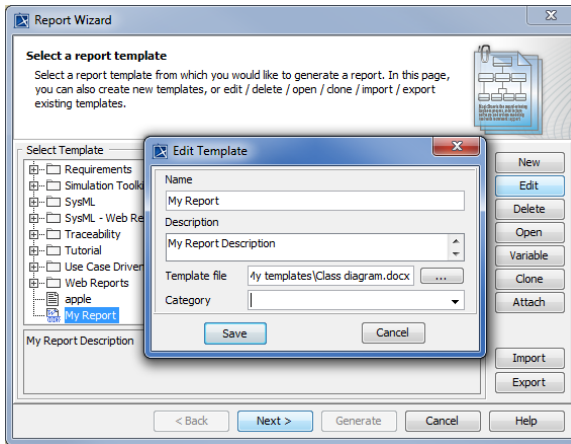 Report Wizard
Select a report template
Select a report template from which you would like to generate a report. In this page,
you can also create new templates, or edit / delete / open / clone / import / export
existing templates.
Select Template
Requirements
Simulation Toolki
SysML
SysML - Web Re
Traceability
Tutorial
Use Case Driver
Web Reports
apple
My Report
My Report Description
Edit Template
Name
My Report
Description
My Report Description
Template file
My templates\Class diagram.docx
...
Category
Save
Cancel
New
Edit
Delete
Open
Variable
Clone
Attach
Import
Export
< Back
Next >
Generate
Cancel
Help